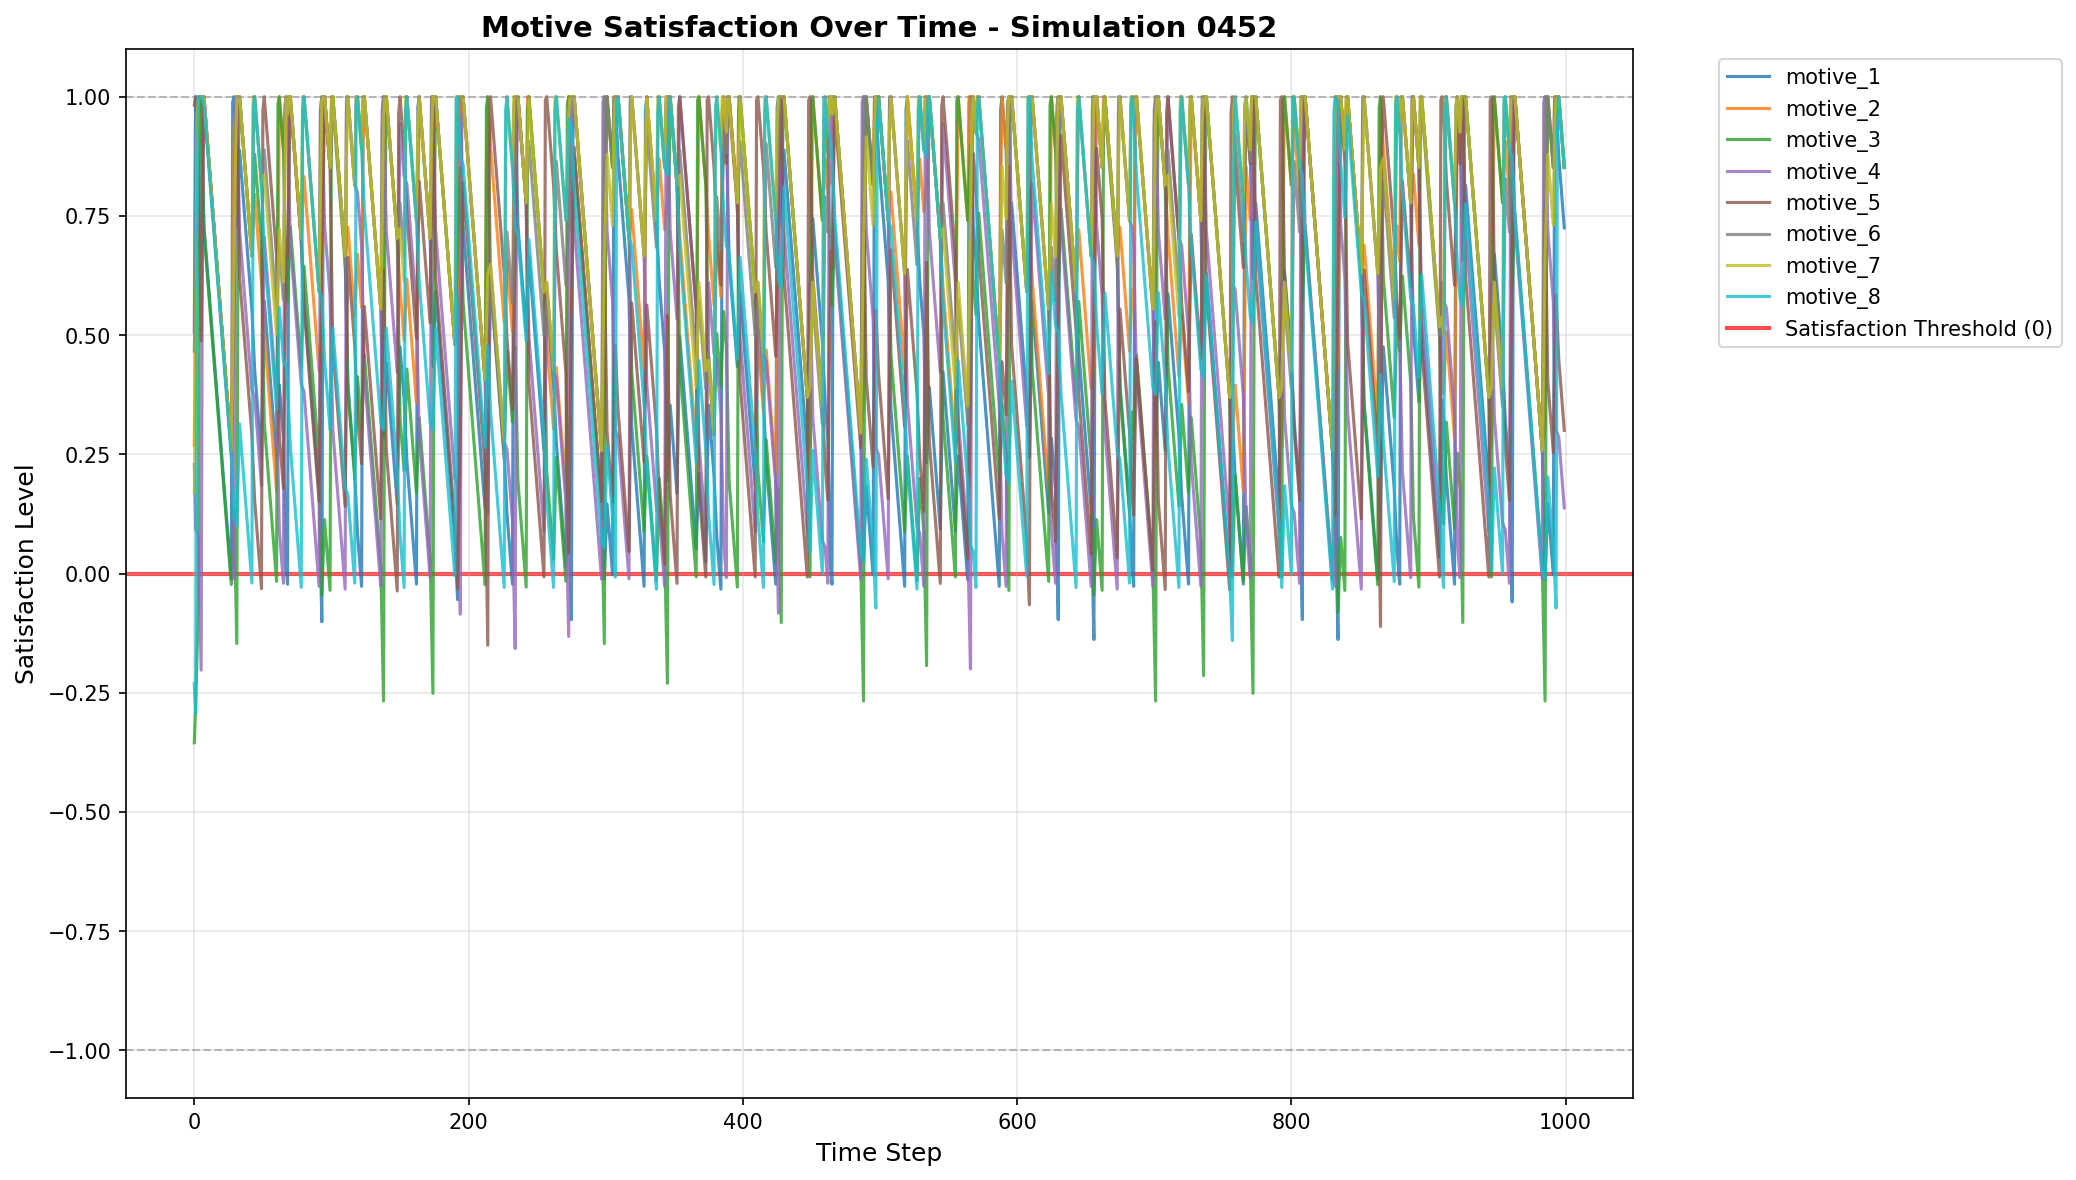 Motive Satisfaction Over Time - Simulation 0452
Satisfaction Level
1.00
0.75
0.50
0.25
0.00
−0.25
−0.50
−0.75
−1.00
0
200
400
600
800
1000
Time Step
motive_1
motive_2
motive_3
motive_4
motive_5
motive_6
motive_7
motive_8
Satisfaction Threshold (0)